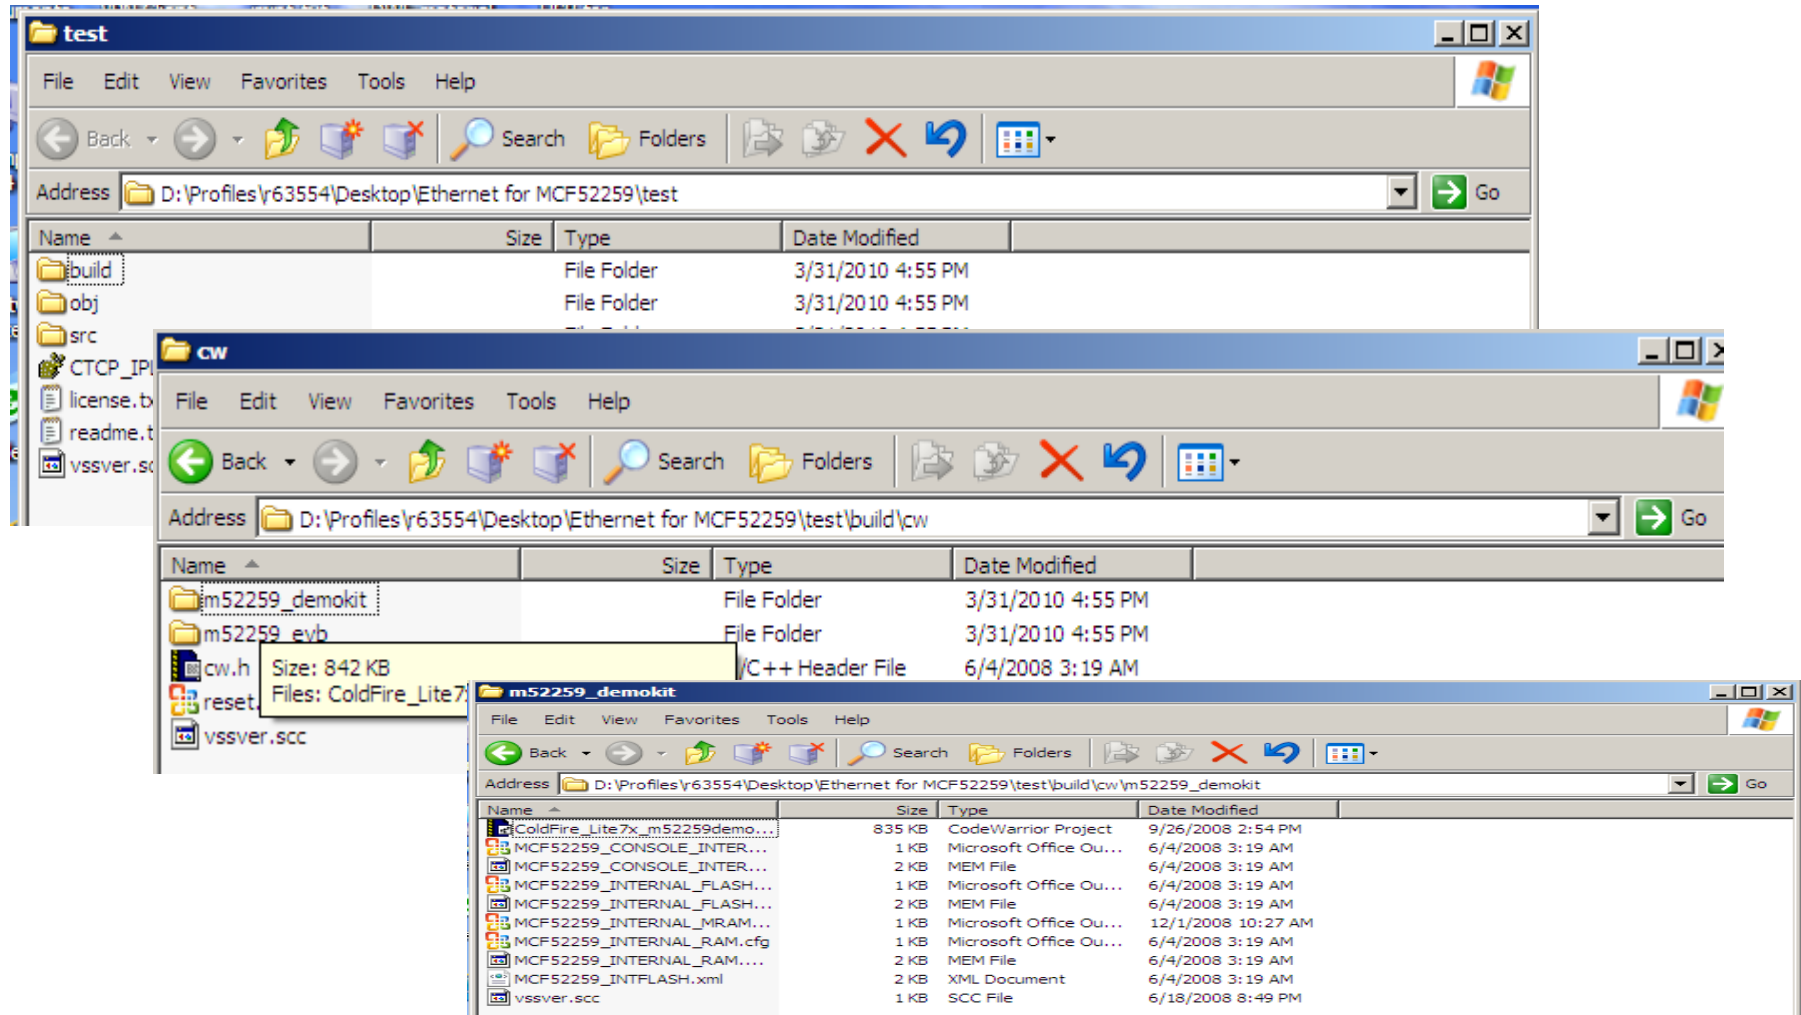 test
File Edit View Favorites Tools Help
Back Search Folders
Address D:\Profiles\r63554\Desktop\Ethernet for MCF52259\test Go
Name Size Type Date Modified
build File Folder 3/31/2010 4:55 PM
obj File Folder 3/31/2010 4:55 PM
src
CTCP_IP
license.tx
readme.t
vssver.sc
cw
File Edit View Favorites Tools Help
Back Search Folders
Address D:\Profiles\r63554\Desktop\Ethernet for MCF52259\test\build\cw Go
Name Size Type Date Modified
m52259_demokit File Folder 3/31/2010 4:55 PM
m52259_evb File Folder 3/31/2010 4:55 PM
cw.h /C++ Header File 6/4/2008 3:19 AM
Size: 842 KB
reset.
Files: ColdFire_Lite7x
vssver.scc
m52259_demokit
File Edit View Favorites Tools Help
Back Search Folders
Address D:\Profiles\r63554\Desktop\Ethernet for MCF52259\test\build\cw\m52259_demokit Go
Name Size Type Date Modified
ColdFire_Lite7x_m52259demo... 835 KB CodeWarrior Project 9/26/2008 2:54 PM
MCF52259_CONSOLE_INTER... 1 KB Microsoft Office Ou... 6/4/2008 3:19 AM
MCF52259_CONSOLE_INTER... 2 KB MEM File 6/4/2008 3:19 AM
MCF52259_INTERNAL_FLASH... 1 KB Microsoft Office Ou... 6/4/2008 3:19 AM
MCF52259_INTERNAL_FLASH... 2 KB MEM File 6/4/2008 3:19 AM
MCF52259_INTERNAL_MRAM... 1 KB Microsoft Office Ou... 12/1/2008 10:27 AM
MCF52259_INTERNAL_RAM.cfg 1 KB Microsoft Office Ou... 6/4/2008 3:19 AM
MCF52259_INTERNAL_RAM.... 2 KB MEM File 6/4/2008 3:19 AM
MCF52259_INTFLASH.xml 2 KB XML Document 6/4/2008 3:19 AM
vssver.scc 1 KB SCC File 6/18/2008 8:49 PM